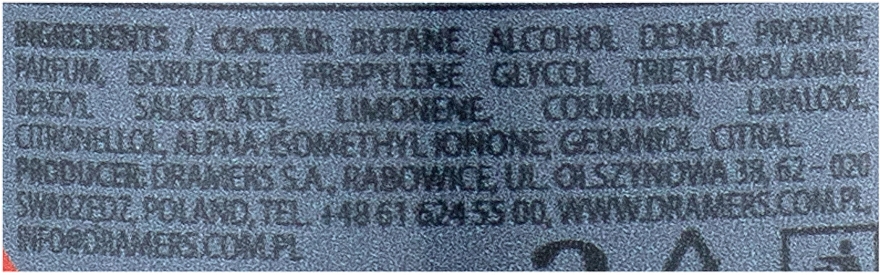 INGREDIENTS / СОСТАВ: BUTANE, ALCOHOL DENAT., PROPANE,
PARFUM, ISOBUTANE, PROPYLENE GLYCOL, TRIETHANOLAMINE,
BENZYL SALICYLATE, LIMONENE, COUMARIN, LINALOOL,
CITRONELLOL, ALPHA-ISOMETHYL IONONE, GERANIOL, CITRAL.
PRODUCER: DRAMERS S.A., RABOWICE, UL. OLSZYNOWA 38, 62-020
SWARZĘDZ, POLAND, TEL. +48 61 624 55 00, WWW.DRAMERS.COM.PL,
INFO@DRAMERS.COM.PL